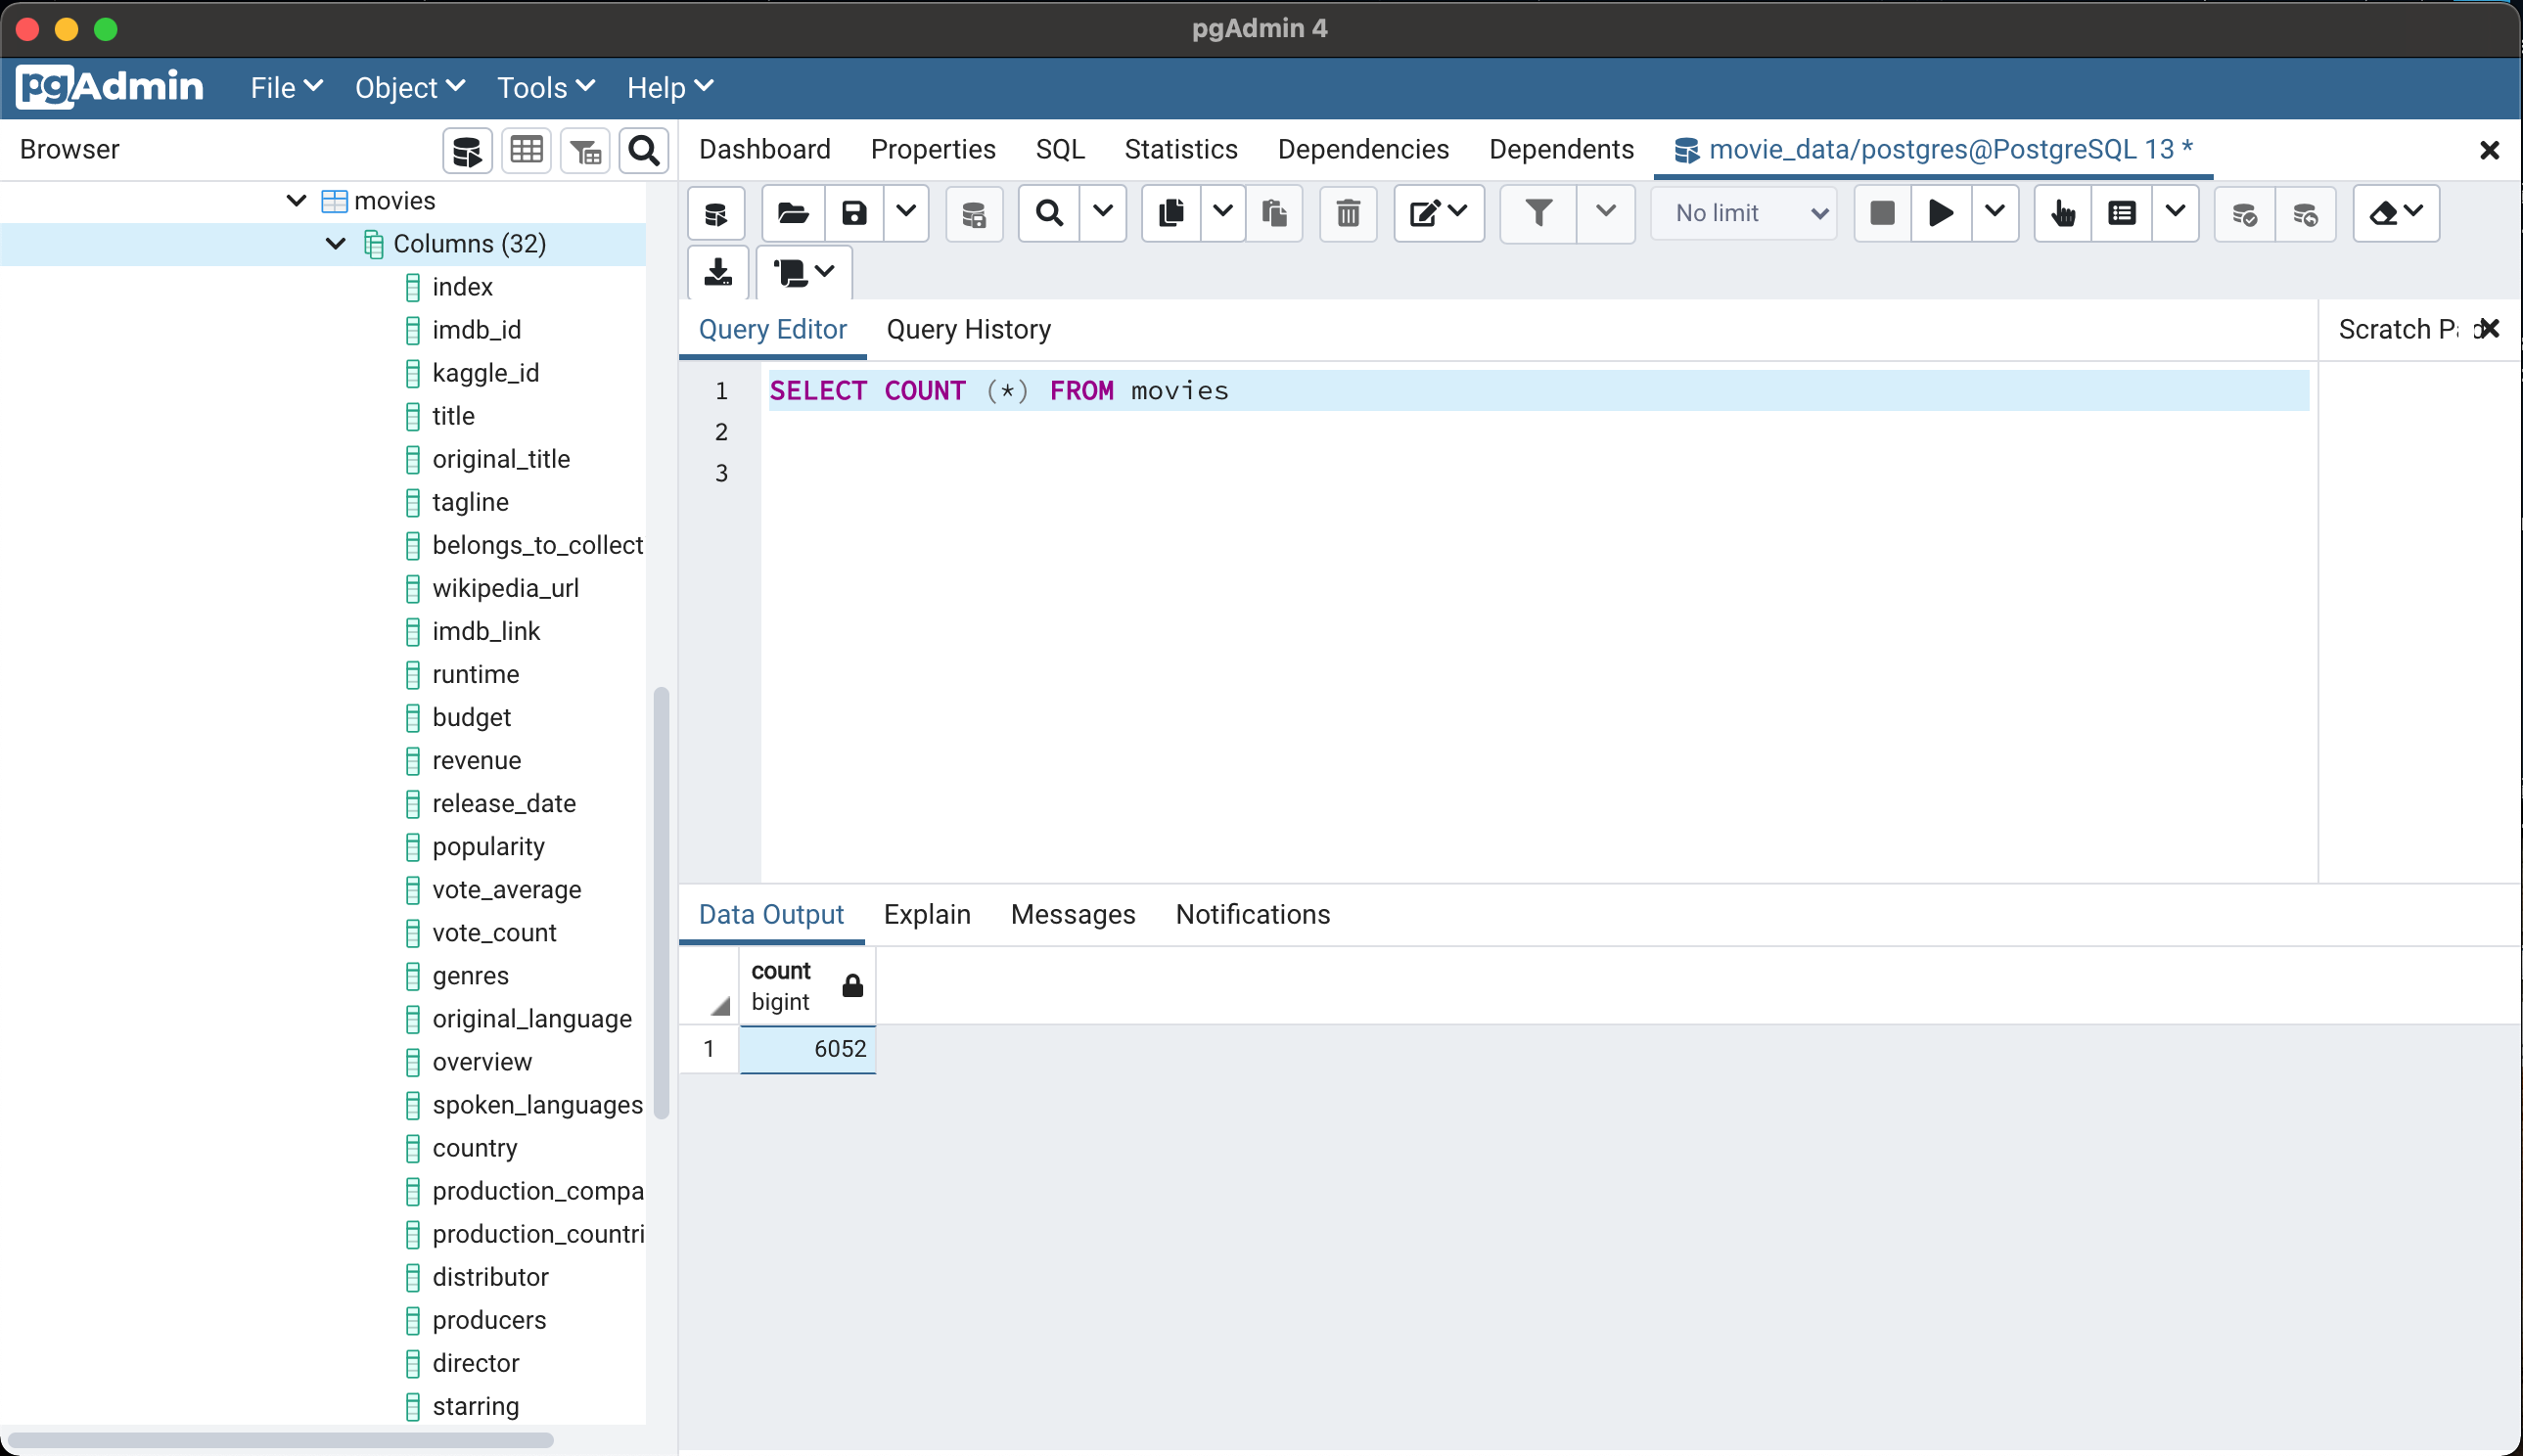 pgAdmin 4
pgAdmin File Object Tools Help
Browser
Dashboard Properties SQL Statistics Dependencies Dependents movie_data/postgres@PostgreSQL 13 *
movies
Columns (32)
index
imdb_id
kaggle_id
title
original_title
tagline
belongs_to_collect
wikipedia_url
imdb_link
runtime
budget
revenue
release_date
popularity
vote_average
vote_count
genres
original_language
overview
spoken_languages
country
production_compa
production_countri
distributor
producers
director
starring
No limit
Query Editor Query History
Scratch
1 SELECT COUNT (*) FROM movies
2
3
Data Output Explain Messages Notifications
count
bigint
1 6052